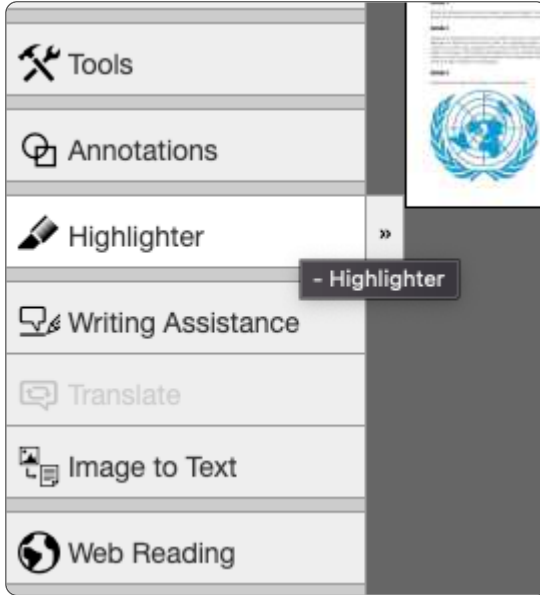 Tools
Annotations
Highlighter
»
- Highlighter
Writing Assistance
Translate
Image to Text
Web Reading